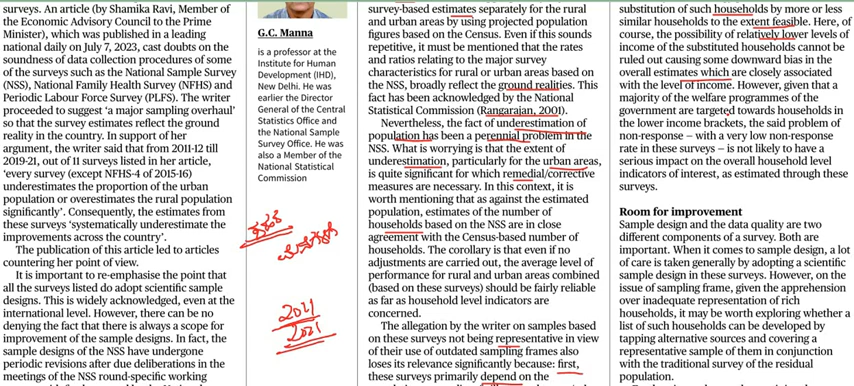 surveys. An article (by Shamika Ravi, Member of
the Economic Advisory Council to the Prime
Minister), which was published in a leading
national daily on July 7, 2023, cast doubts on the
soundness of data collection procedures of some
of the surveys such as the National Sample Survey
(NSS), National Family Health Survey (NFHS) and
Periodic Labour Force Survey (PLFS). The writer
proceeded to suggest ‘a major sampling overhaul’
so that the survey estimates reflect the ground
reality in the country. In support of her
argument, the writer said that from 2011-12 till
2019-21, out of 11 surveys listed in her article,
‘every survey (except NFHS-4 of 2015-16)
underestimates the proportion of the urban
population or overestimates the rural population
significantly’. Consequently, the estimates from
these surveys ‘systematically underestimate the
improvements across the country’.
The publication of this article led to articles
countering her point of view.
It is important to re-emphasise the point that
all the surveys listed do adopt scientific sample
designs. This is widely acknowledged, even at the
international level. However, there can be no
denying the fact that there is always a scope for
improvement of the sample designs. In fact, the
sample designs of the NSS have undergone
periodic revisions after due deliberations in the
meetings of the NSS round-specific working
G.C. Manna
is a professor at the
Institute for Human
Development (IHD),
New Delhi. He was
earlier the Director
General of the Central
Statistics Office and
the National Sample
Survey Office. He was
also a Member of the
National Statistical
Commission
2021
2021
survey-based estimates separately for the rural
and urban areas by using projected population
figures based on the Census. Even if this sounds
repetitive, it must be mentioned that the rates
and ratios relating to the major survey
characteristics for rural or urban areas based on
the NSS, broadly reflect the ground realities. This
fact has been acknowledged by the National
Statistical Commission (Rangarajan, 2001).
Nevertheless, the fact of underestimation of
population has been a perennial problem in the
NSS. What is worrying is that the extent of
underestimation, particularly for the urban areas,
is quite significant for which remedial/corrective
measures are necessary. In this context, it is
worth mentioning that as against the estimated
population, estimates of the number of
households based on the NSS are in close
agreement with the Census-based number of
households. The corollary is that even if no
adjustments are carried out, the average level of
performance for rural and urban areas combined
(based on these surveys) should be fairly reliable
as far as household level indicators are
concerned.
The allegation by the writer on samples based
on these surveys not being representative in view
of their use of outdated sampling frames also
loses its relevance significantly because: first,
these surveys primarily depend on the
substitution of such households by more or less
similar households to the extent feasible. Here, of
course, the possibility of relatively lower levels of
income of the substituted households cannot be
ruled out causing some downward bias in the
overall estimates which are closely associated
with the level of income. However, given that a
majority of the welfare programmes of the
government are targeted towards households in
the lower income brackets, the said problem of
non-response – with a very low non-response
rate in these surveys – is not likely to have a
serious impact on the overall household level
indicators of interest, as estimated through these
surveys.
Room for improvement
Sample design and the data quality are two
different components of a survey. Both are
important. When it comes to sample design, a lot
of care is taken generally by adopting a scientific
sample design in these surveys. However, on the
issue of sampling frame, given the apprehension
over inadequate representation of rich
households, it may be worth exploring whether a
list of such households can be developed by
tapping alternative sources and covering a
representative sample of them in conjunction
with the traditional survey of the residual
population.